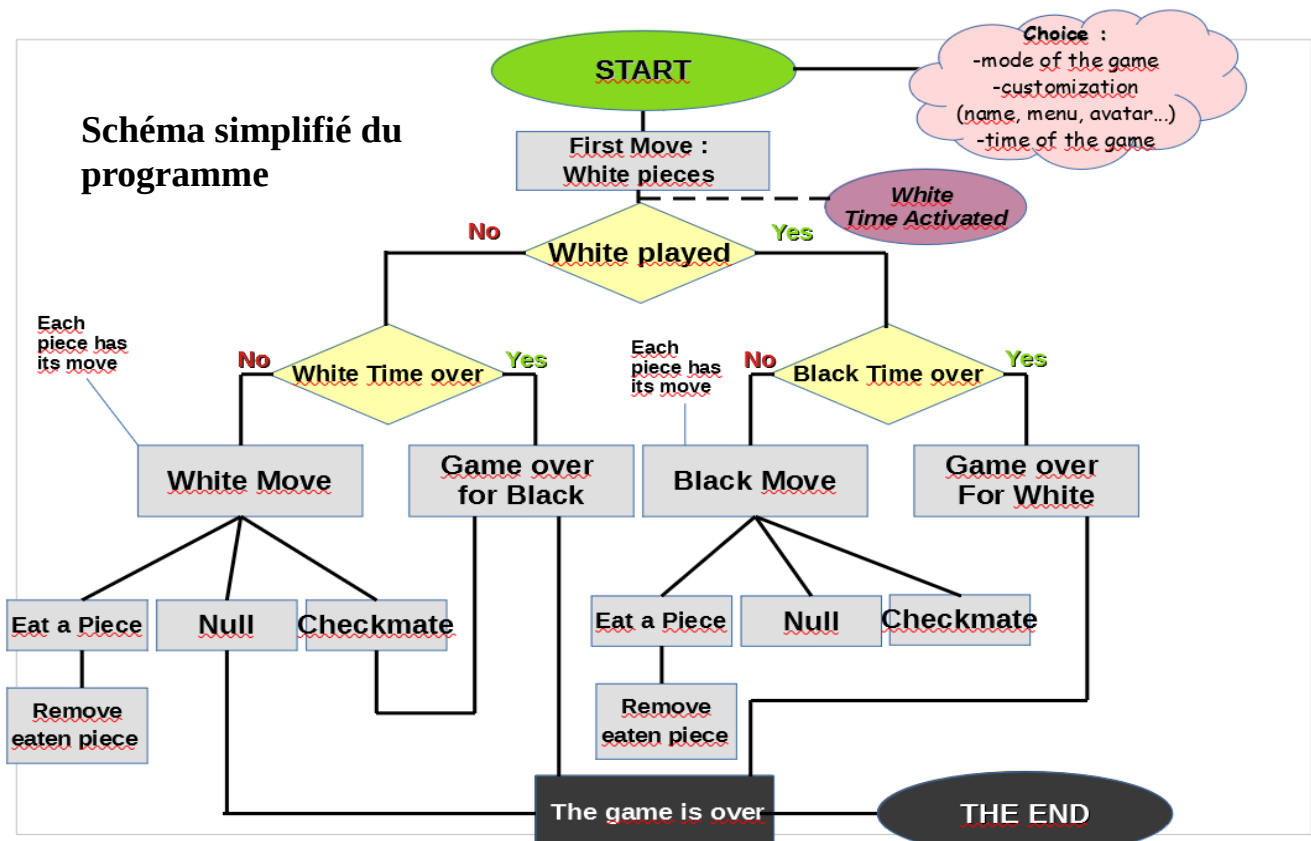 START
Choice :
-mode of the game
-customization
(name, menu, avatar...)
-time of the game
Schéma simplifié du
programme
First Move :
White pieces
White
Time Activated
No
Yes
White played
Each
piece has
its move
No
White Time over
Yes
Each
piece has
its move
No
Black Time over
Yes
White Move
Game over
for Black
Black Move
Game over
For White
Eat a Piece
Null
Checkmate
Eat a Piece
Null
Checkmate
Remove
eaten piece
Remove
eaten piece
The game is over
THE END